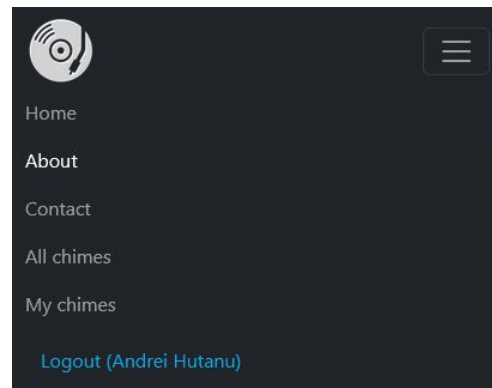 Home
About
Contact
All chimes
My chimes
Logout (Andrei Hutanu)